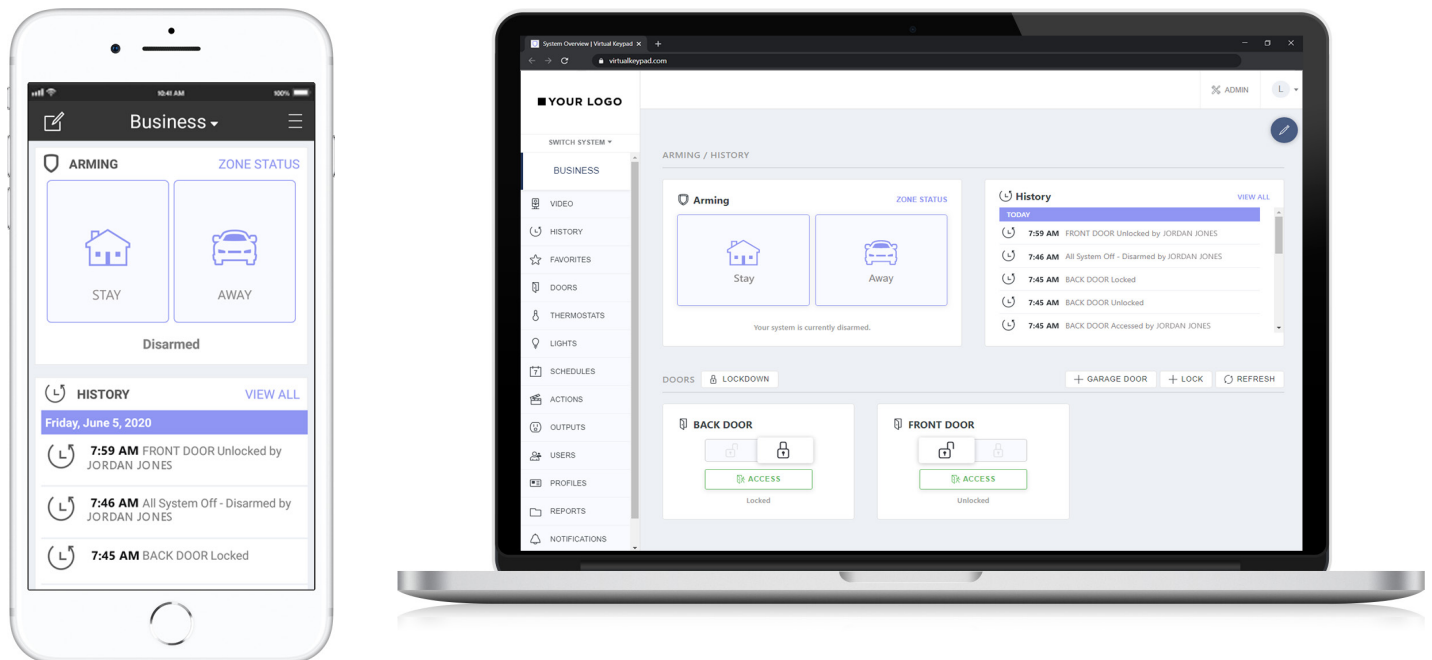 10:41 AM
100%
Business
ARMING
ZONE STATUS
STAY
AWAY
Disarmed
HISTORY
VIEW ALL
Friday, June 5, 2020
7:59 AM FRONT DOOR Unlocked by
JORDAN JONES
7:46 AM All System Off - Disarmed by
JORDAN JONES
7:45 AM BACK DOOR Locked
System Overview | Virtual Keypad
virtualkeypad.com
YOUR LOGO
ADMIN
L
SWITCH SYSTEM
BUSINESS
VIDEO
HISTORY
FAVORITES
DOORS
THERMOSTATS
LIGHTS
7 SCHEDULES
ACTIONS
OUTPUTS
USERS
PROFILES
REPORTS
NOTIFICATIONS
ARMING / HISTORY
Arming
ZONE STATUS
Stay
Away
Your system is currently disarmed.
History
VIEW ALL
TODAY
7:59 AM FRONT DOOR Unlocked by JORDAN JONES
7:46 AM All System Off - Disarmed by JORDAN JONES
7:45 AM BACK DOOR Locked
7:45 AM BACK DOOR Unlocked
7:45 AM BACK DOOR Accessed by JORDAN JONES
DOORS
LOCKDOWN
+ GARAGE DOOR
+ LOCK
REFRESH
BACK DOOR
ACCESS
Locked
FRONT DOOR
ACCESS
Unlocked